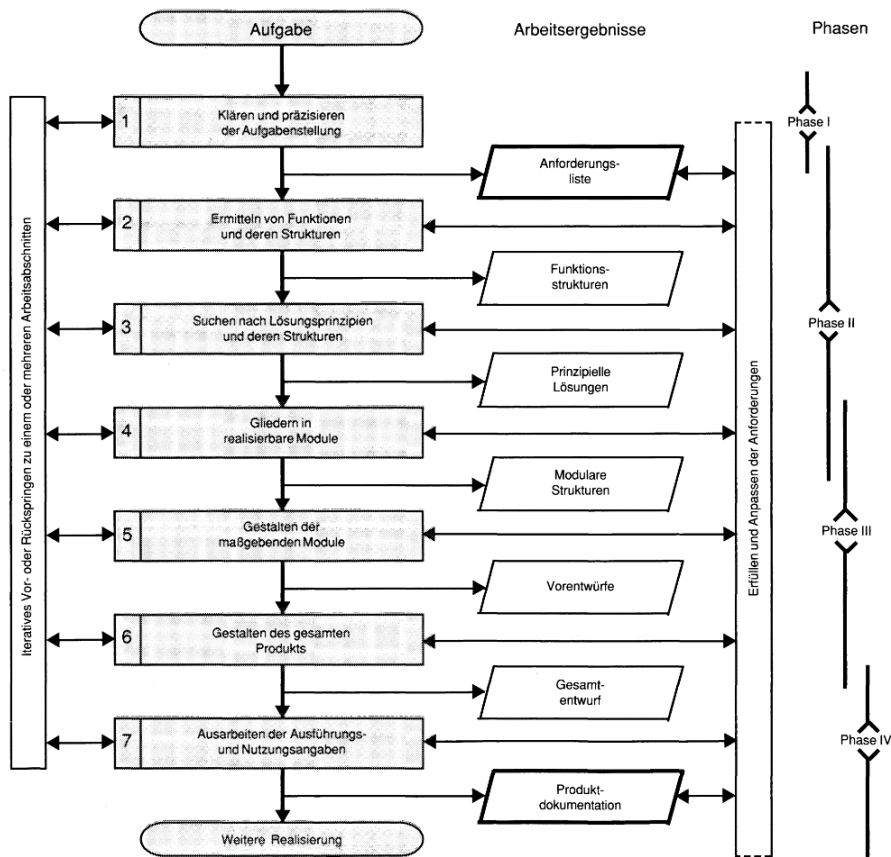 Aufgabe
Arbeitsergebnisse
Phasen
1
Klären und präzisieren
der Aufgabenstellung
Phase I
Anforderungs-
liste
2
Ermitteln von Funktionen
und deren Strukturen
Funktions-
strukturen
3
Suchen nach Lösungsprinzipien
und deren Strukturen
Phase II
Prinzipielle
Lösungen
4
Gliedern in
realisierbare Module
Modulare
Strukturen
5
Gestalten der
maßgebenden Module
Phase III
Vorentwürfe
6
Gestalten des gesamten
Produkts
Gesamt-
entwurf
7
Ausarbeiten der Ausführungs-
und Nutzungsangaben
Phase IV
Produkt-
dokumentation
Weitere Realisierung
Iteratives Vor- oder Rückspringen zu einem oder mehreren Arbeitsabschnitten
Erfüllen und Anpassen der Anforderungen